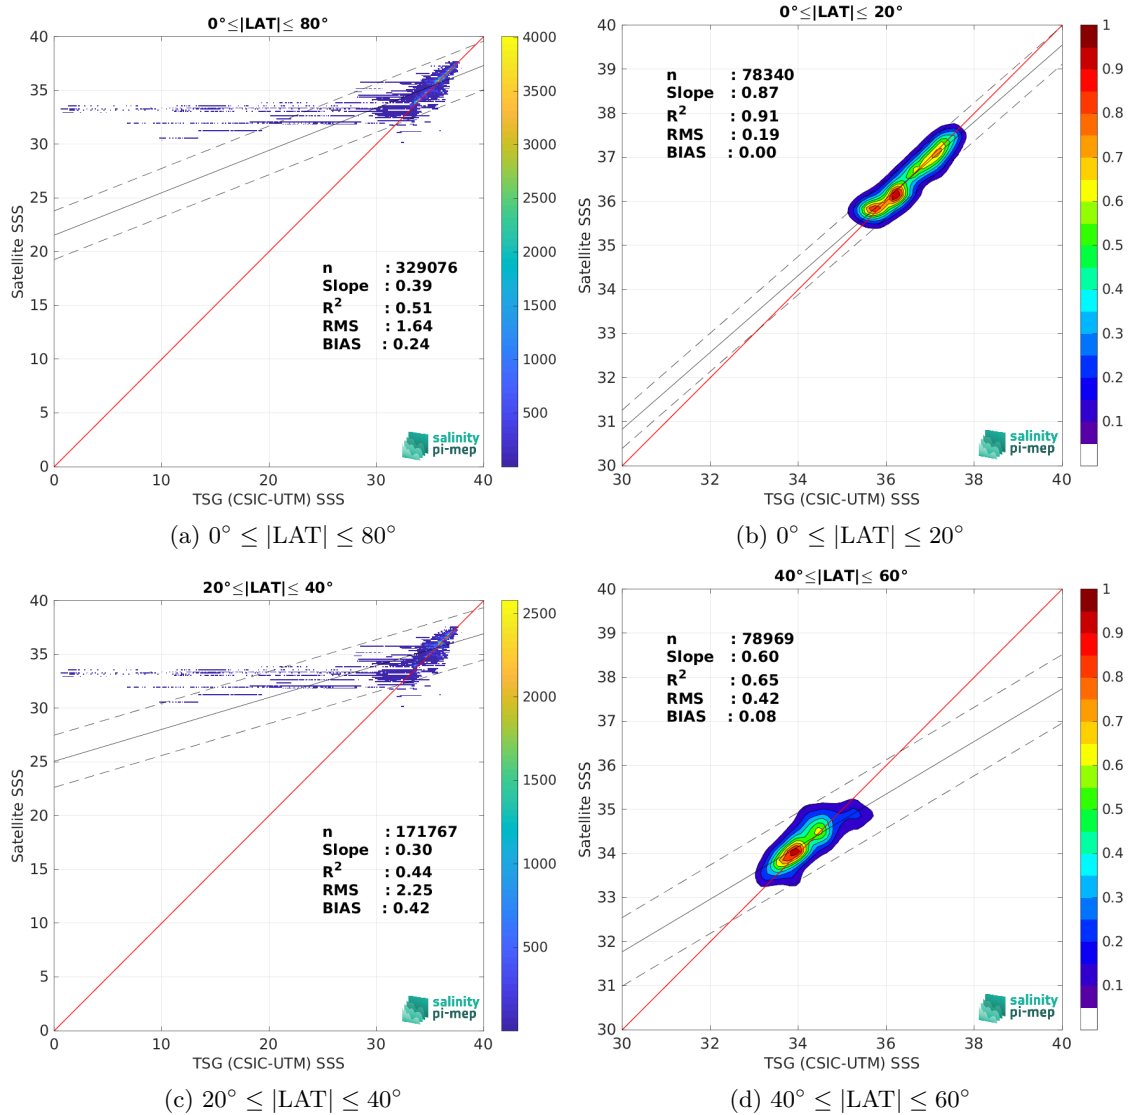 0°≤|LAT|≤ 80°
40
35
30
25
20
15
10
5
0
Satellite SSS
n : 329076
Slope : 0.39
R² : 0.51
RMS : 1.64
BIAS : 0.24
salinity
pi-mep
0 10 20 30 40
TSG (CSIC-UTM) SSS
4000
3500
3000
2500
2000
1500
1000
500
(a) 0° ≤ |LAT| ≤ 80°
0°≤|LAT|≤ 20°
40
39
38
37
36
35
34
33
32
31
30
Satellite SSS
n : 78340
Slope : 0.87
R² : 0.91
RMS : 0.19
BIAS : 0.00
salinity
pi-mep
30 32 34 36 38 40
TSG (CSIC-UTM) SSS
1
0.9
0.8
0.7
0.6
0.5
0.4
0.3
0.2
0.1
(b) 0° ≤ |LAT| ≤ 20°
20°≤|LAT|≤ 40°
40
35
30
25
20
15
10
5
0
Satellite SSS
n : 171767
Slope : 0.30
R² : 0.44
RMS : 2.25
BIAS : 0.42
salinity
pi-mep
0 10 20 30 40
TSG (CSIC-UTM) SSS
2500
2000
1500
1000
500
(c) 20° ≤ |LAT| ≤ 40°
40°≤|LAT|≤ 60°
40
39
38
37
36
35
34
33
32
31
30
Satellite SSS
n : 78969
Slope : 0.60
R² : 0.65
RMS : 0.42
BIAS : 0.08
salinity
pi-mep
30 32 34 36 38 40
TSG (CSIC-UTM) SSS
1
0.9
0.8
0.7
0.6
0.5
0.4
0.3
0.2
0.1
(d) 40° ≤ |LAT| ≤ 60°